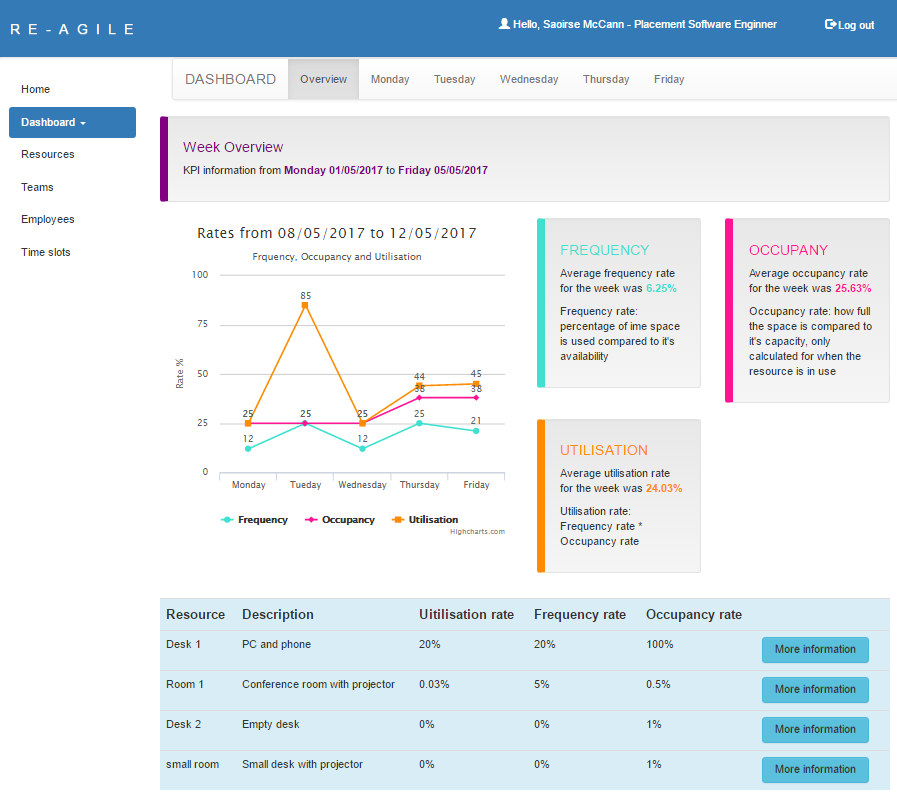 RE-AGILE
Hello, Saoirse McCann - Placement Software Enginner
Log out
Home
Dashboard
Resources
Teams
Employees
Time slots
DASHBOARD Overview Monday Tuesday Wednesday Thursday Friday
Week Overview
KPI information from Monday 01/05/2017 to Friday 05/05/2017
Rates from 08/05/2017 to 12/05/2017
Frquency, Occupancy and Utilisation
Rate %
100
75
50
25
0
25 85 25 44 45
38 38
12 25 12 25 21
Monday Tueday Wednesday Thursday Friday
Frequency Occupancy Utilisation
Highcharts.com
FREQUENCY
Average frequency rate
for the week was 6.25%
Frequency rate:
percentage of ime space
is used compared to it's
availability
OCCUPANY
Average occupancy rate
for the week was 25.63%
Occupancy rate: how full
the space is compared to
it's capacity, only
calculated for when the
resource is in use
UTILISATION
Average utilisation rate
for the week was 24.03%
Utilisation rate:
Frequency rate *
Occupancy rate
Resource Description Uitilisation rate Frequency rate Occupancy rate
Desk 1 PC and phone 20% 20% 100% More information
Room 1 Conference room with projector 0.03% 5% 0.5% More information
Desk 2 Empty desk 0% 0% 1% More information
small room Small desk with projector 0% 0% 1% More information